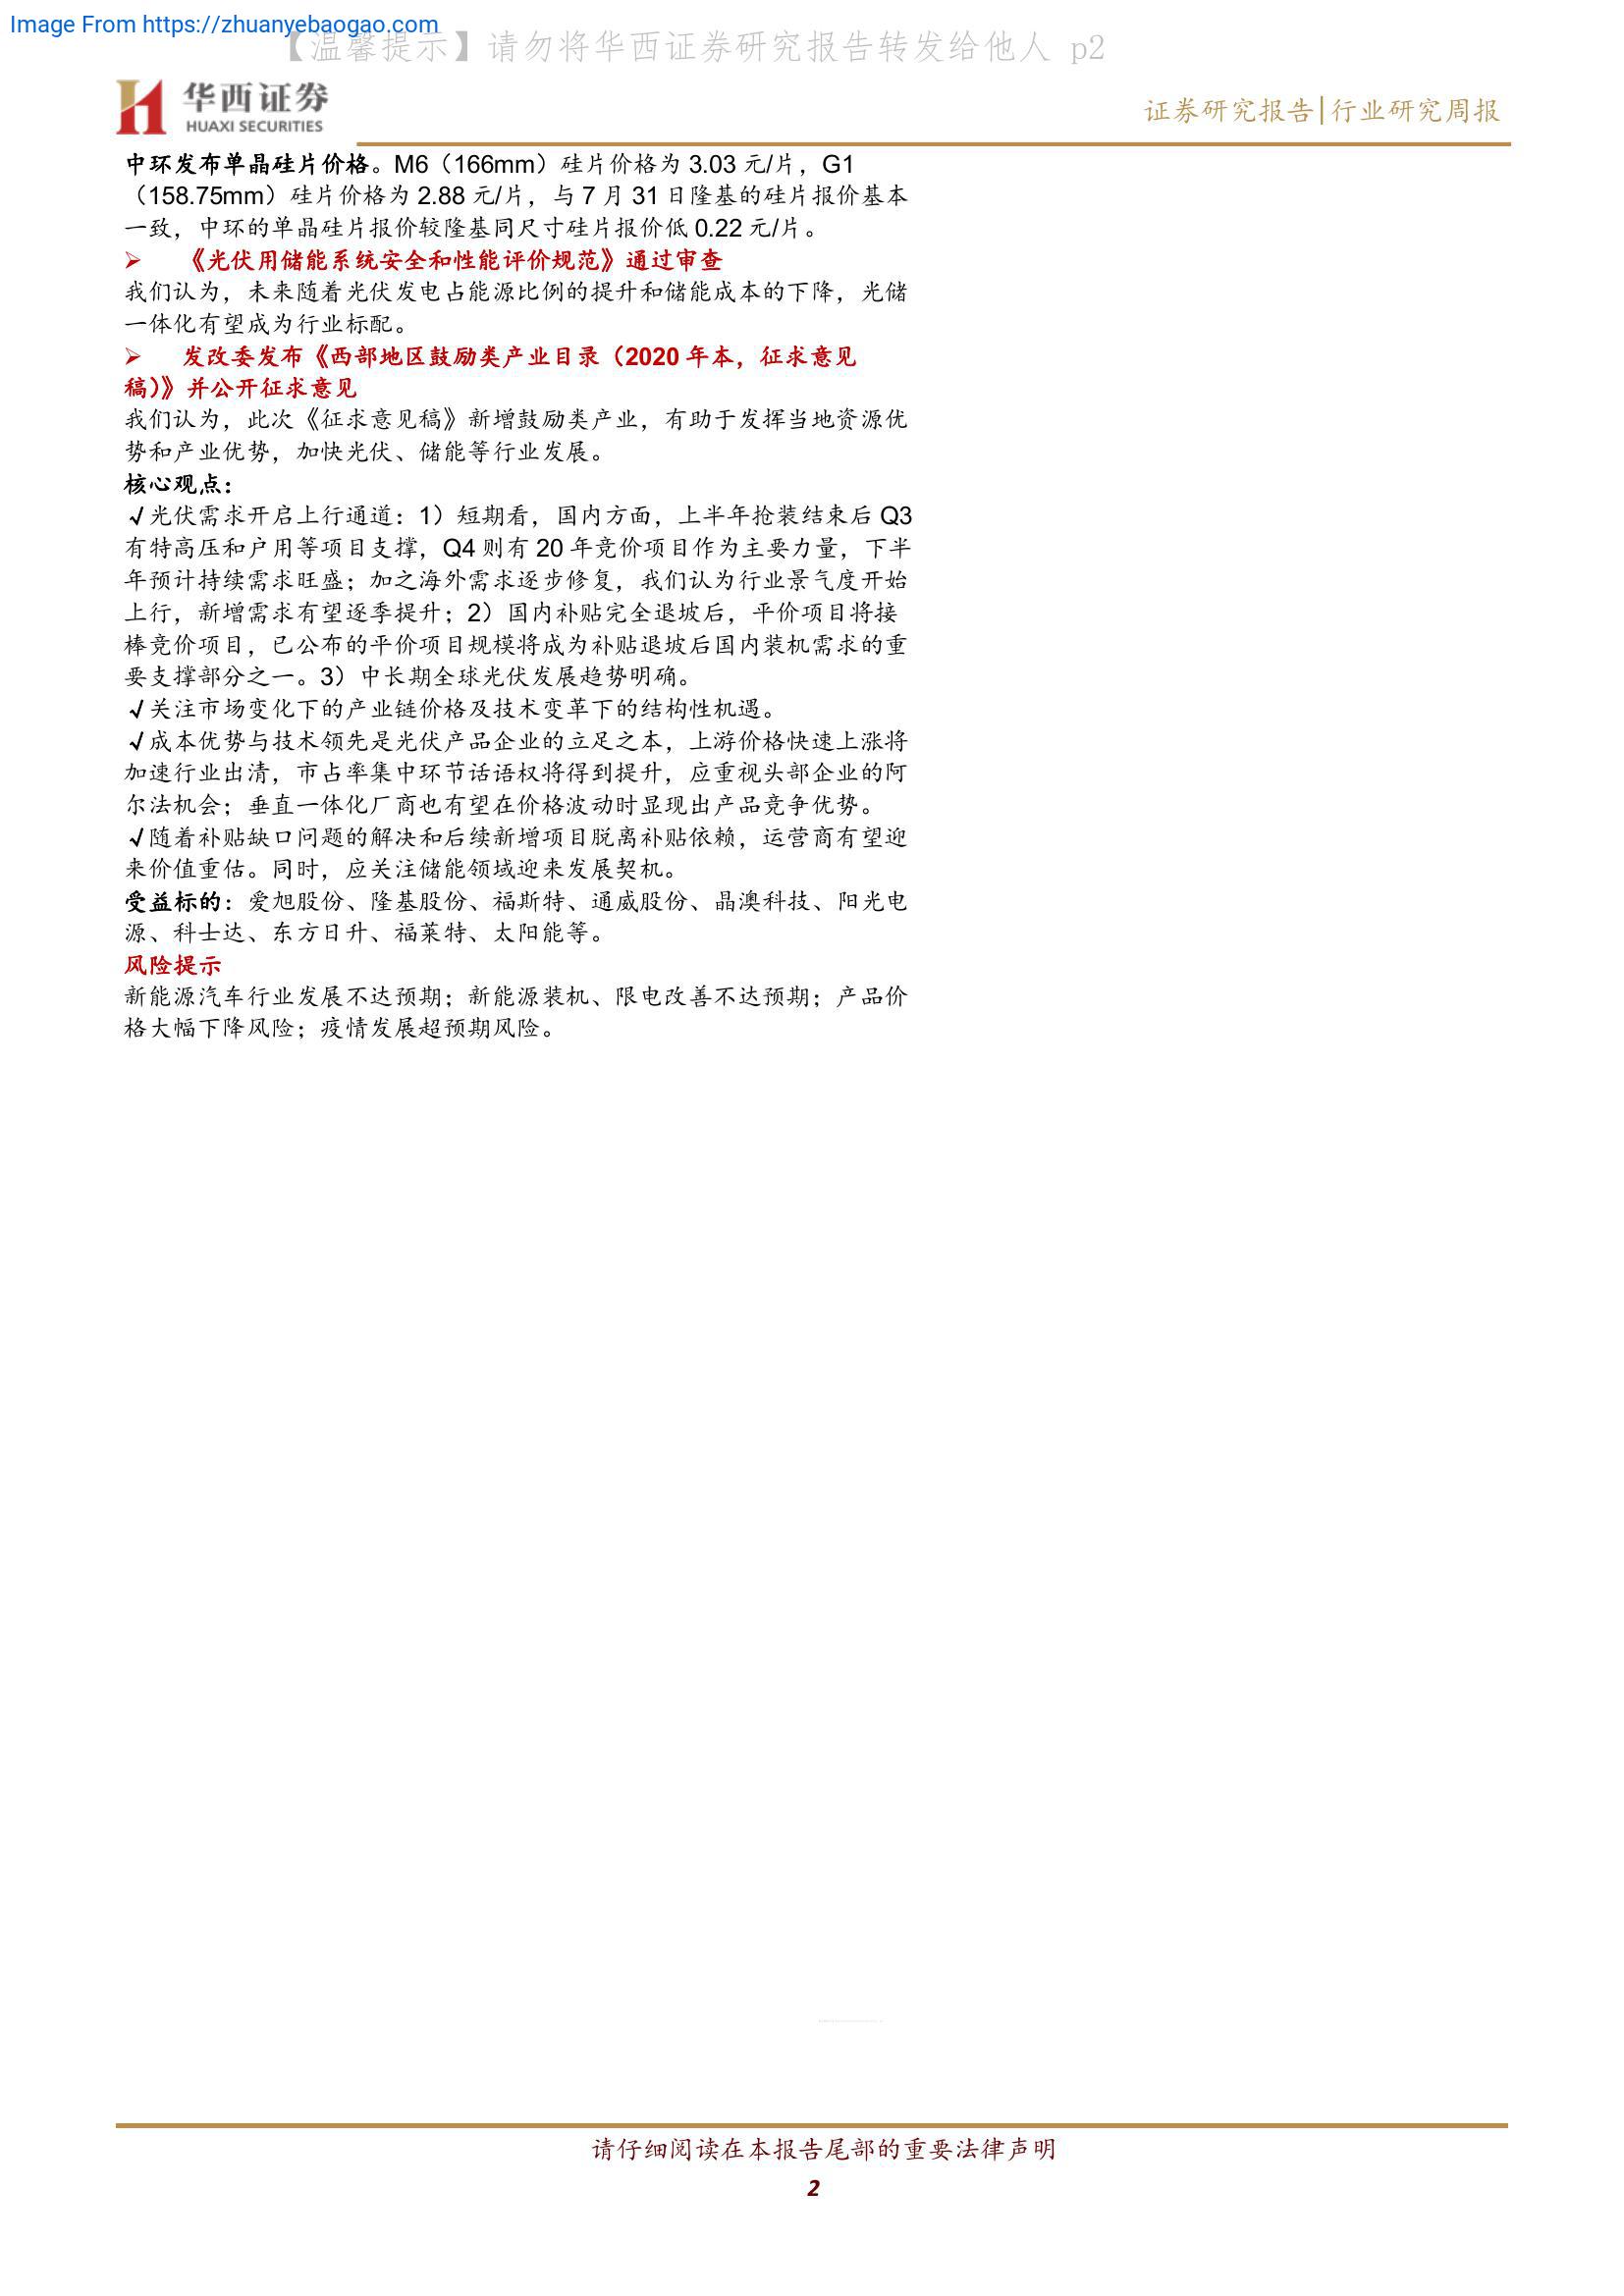 Image From https://zhuanyebaogao.com
【温馨提示】请勿将华西证券研究报告转发给他人 p2
华西证券
HUAXI SECURITIES
证券研究报告|行业研究周报
中环发布单晶硅片价格。M6（166mm）硅片价格为 3.03 元/片，G1
（158.75mm）硅片价格为 2.88 元/片，与 7 月 31 日隆基的硅片报价基本
一致，中环的单晶硅片报价较隆基同尺寸硅片报价低 0.22 元/片。
➢ 《光伏用储能系统安全和性能评价规范》通过审查
我们认为，未来随着光伏发电占能源比例的提升和储能成本的下降，光储
一体化有望成为行业标配。
➢ 发改委发布《西部地区鼓励类产业目录（2020 年本，征求意见
稿)》并公开征求意见
我们认为，此次《征求意见稿》新增鼓励类产业，有助于发挥当地资源优
势和产业优势，加快光伏、储能等行业发展。
核心观点：
√光伏需求开启上行通道：1）短期看，国内方面，上半年抢装结束后 Q3
有特高压和户用等项目支撑，Q4 则有 20 年竞价项目作为主要力量，下半
年预计持续需求旺盛；加之海外需求逐步修复，我们认为行业景气度开始
上行，新增需求有望逐季提升；2）国内补贴完全退坡后，平价项目将接
棒竞价项目，已公布的平价项目规模将成为补贴退坡后国内装机需求的重
要支撑部分之一。3）中长期全球光伏发展趋势明确。
√关注市场变化下的产业链价格及技术变革下的结构性机遇。
√成本优势与技术领先是光伏产品企业的立足之本，上游价格快速上涨将
加速行业出清，市占率集中环节话语权将得到提升，应重视头部企业的阿
尔法机会；垂直一体化厂商也有望在价格波动时显现出产品竞争优势。
√随着补贴缺口问题的解决和后续新增项目脱离补贴依赖，运营商有望迎
来价值重估。同时，应关注储能领域迎来发展契机。
受益标的：爱旭股份、隆基股份、福斯特、通威股份、晶澳科技、阳光电
源、科士达、东方日升、福莱特、太阳能等。
风险提示
新能源汽车行业发展不达预期；新能源装机、限电改善不达预期；产品价
格大幅下降风险；疫情发展超预期风险。
请仔细阅读在本报告尾部的重要法律声明
2